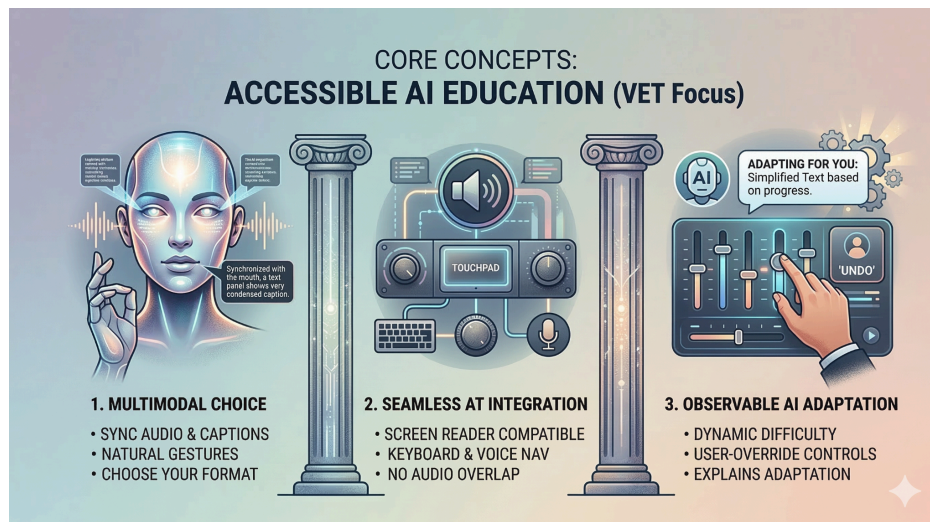 CORE CONCEPTS:
ACCESSIBLE AI EDUCATION (VET Focus)
Synchronized with
the mouth, a text
panel shows very
condensed caption.
TOUCHPAD
AI
ADAPTING FOR YOU:
Simplified Text based
on progress.
'UNDO'
1. MULTIMODAL CHOICE
• SYNC AUDIO & CAPTIONS
• NATURAL GESTURES
• CHOOSE YOUR FORMAT
2. SEAMLESS AT INTEGRATION
• SCREEN READER COMPATIBLE
• KEYBOARD & VOICE NAV
• NO AUDIO OVERLAP
3. OBSERVABLE AI ADAPTATION
• DYNAMIC DIFFICULTY
• USER-OVERRIDE CONTROLS
• EXPLAINS ADAPTATION